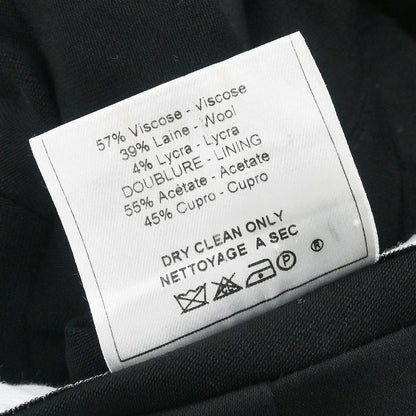 57% Viscose - Viscose
39% Laine - Wool
4% Lycra - Lycra
DOUBLURE - LINING
55% Acétate - Acetate
45% Cupro - Cupro
DRY CLEAN ONLY
NETTOYAGE A SEC
P ®